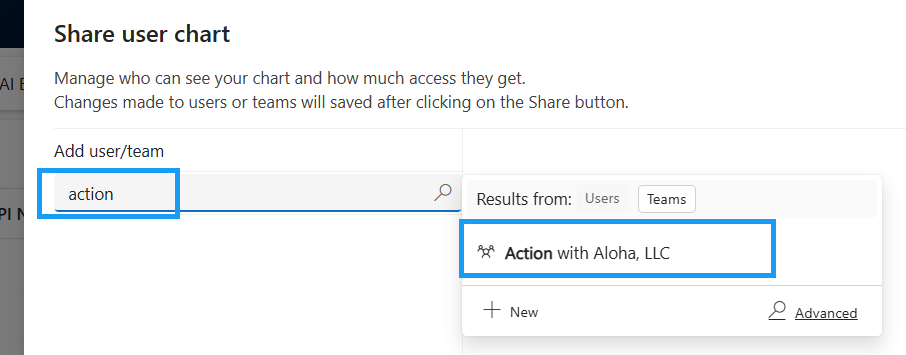 Share user chart
AI
Manage who can see your chart and how much access they get.
Changes made to users or teams will saved after clicking on the Share button.
Add user/team
action
Results from: Users Teams
PI N
Action with Aloha, LLC
New Advanced